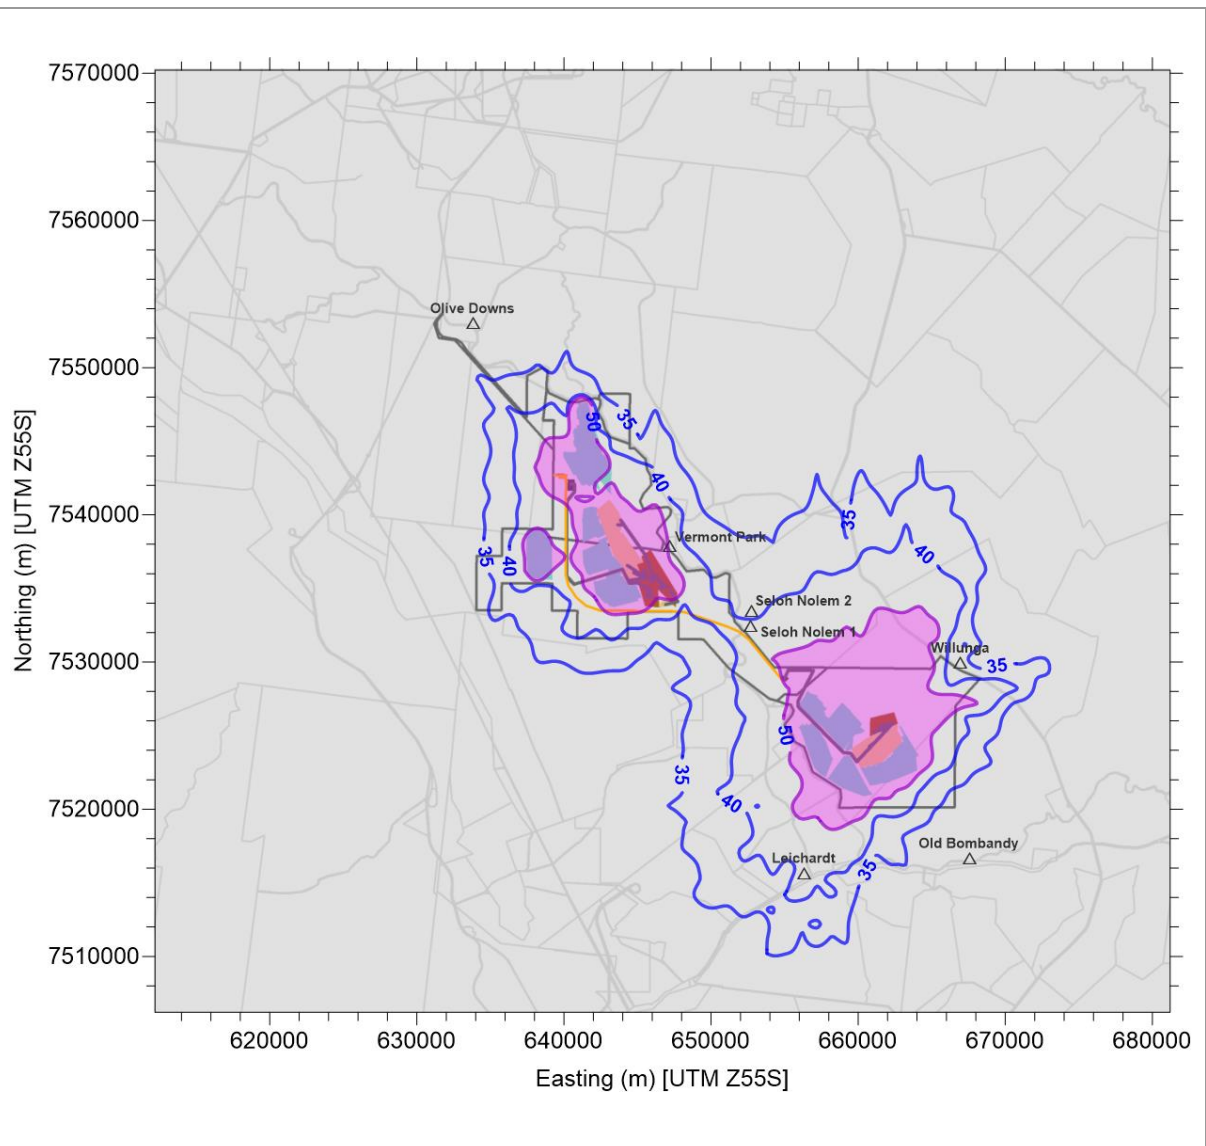 7570000
7560000
Olive Downs
7550000
50
35
40
7540000
35
Vermont Park
35
40
40
Seloh Nolem 2
Seloh Nolem 1
7530000
Willunga
35
50
35
40
7520000
Old Bombandy
Leichardt
35
7510000
620000 630000 640000 650000 660000 670000 680000
Easting (m) [UTM Z55S]
Northing (m) [UTM Z55S]